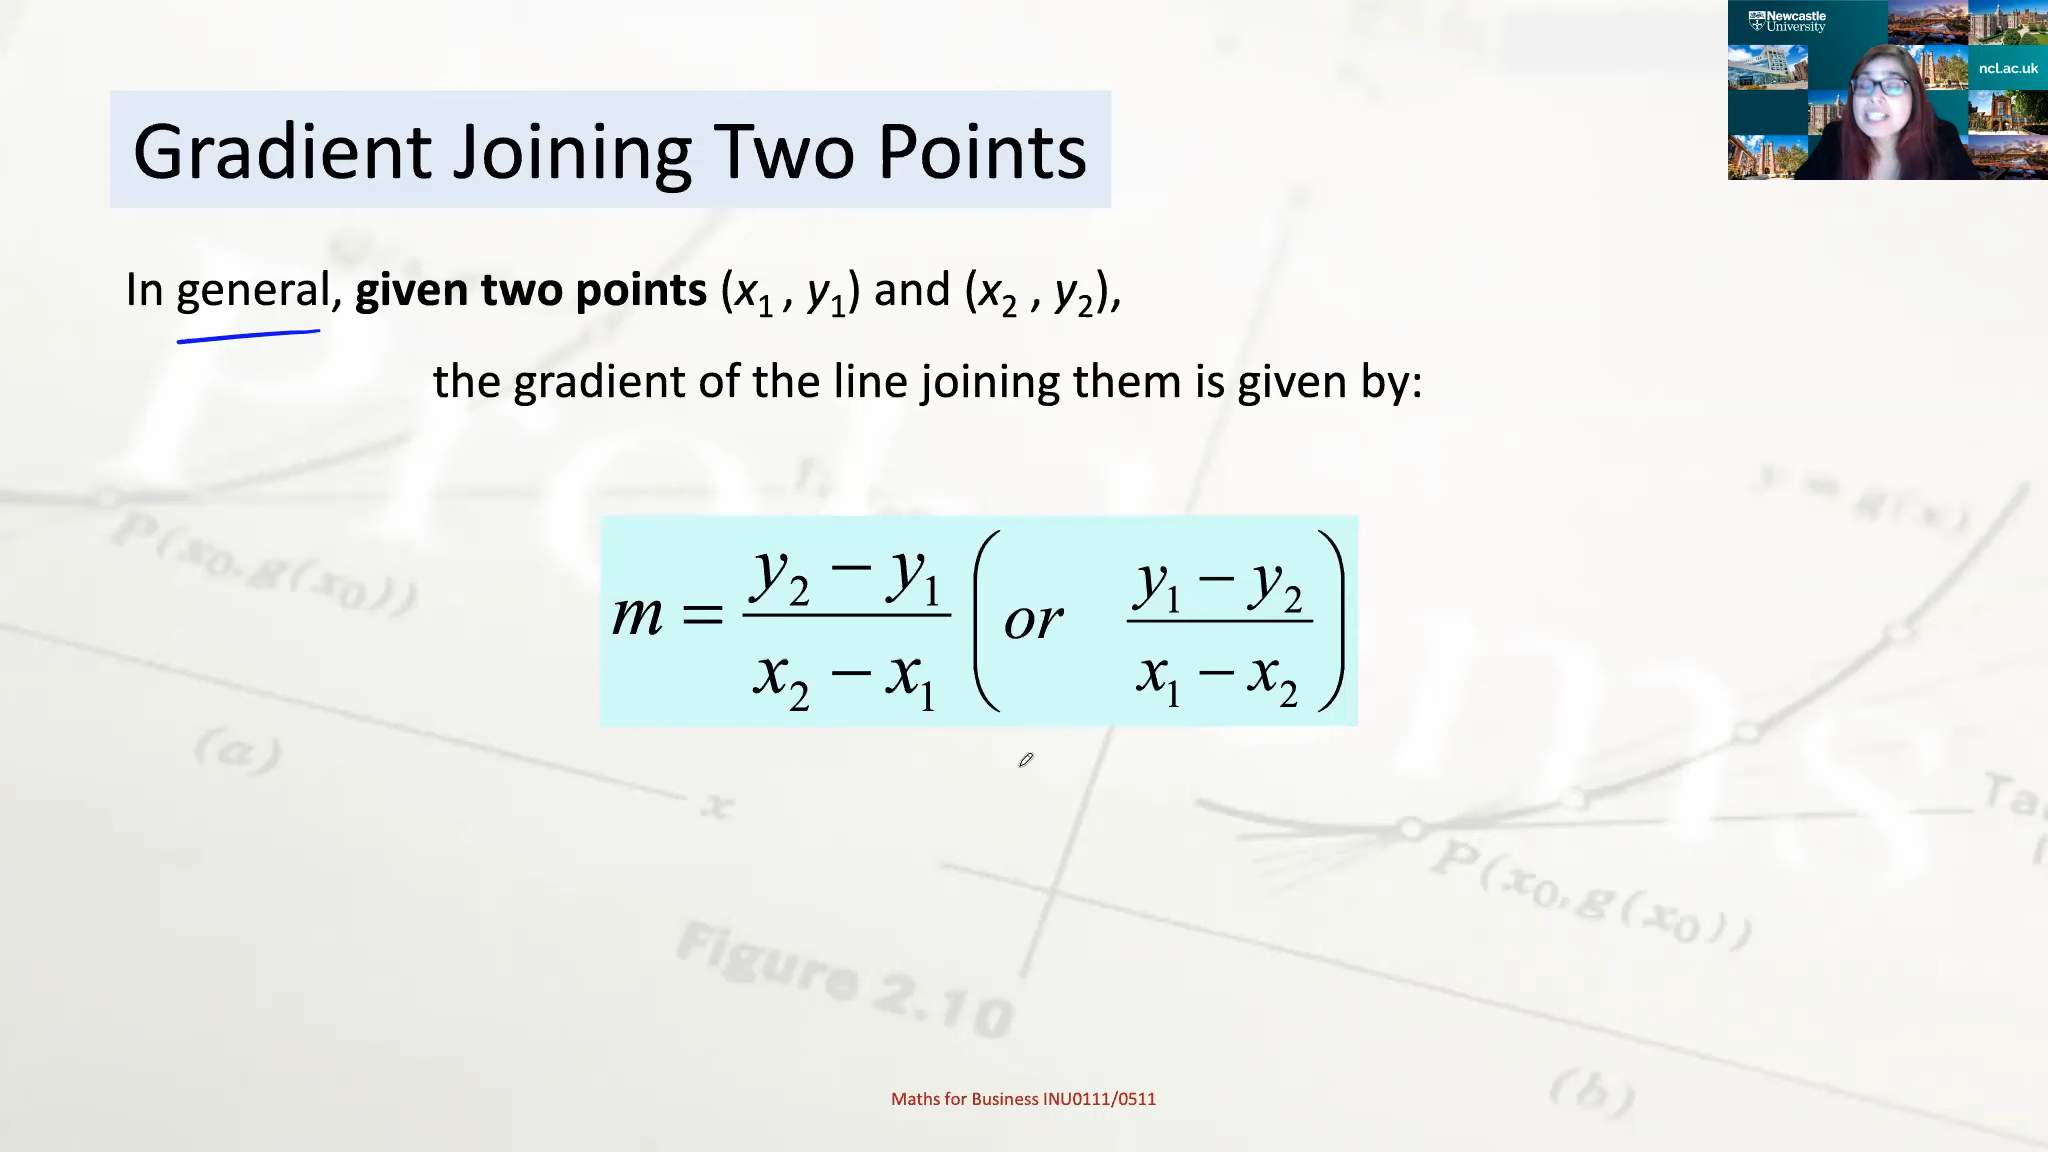 Newcastle
University
ncl.ac.uk
Gradient Joining Two Points
In general, given two points (x₁ , y₁) and (x₂ , y₂),
the gradient of the line joining them is given by:
m = (y₂ − y₁)/(x₂ − x₁) (or (y₁ − y₂)/(x₁ − x₂))
y = g(x)
P(x₀,g(x₀))
(a)
x
P(x₀,g(x₀))
Figure 2.10
(b)
Maths for Business INU0111/0511